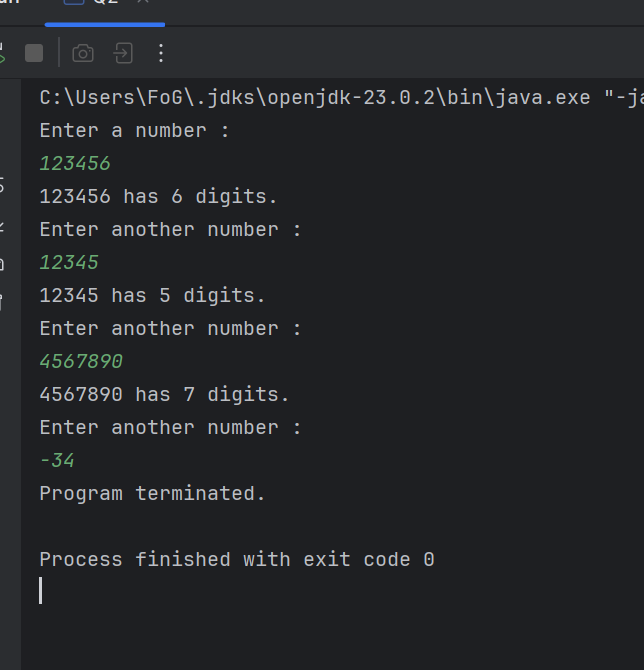 Q2
C:\Users\FoG\.jdks\openjdk-23.0.2\bin\java.exe "-ja
Enter a number :
123456
123456 has 6 digits.
Enter another number :
12345
12345 has 5 digits.
Enter another number :
4567890
4567890 has 7 digits.
Enter another number :
-34
Program terminated.
Process finished with exit code 0